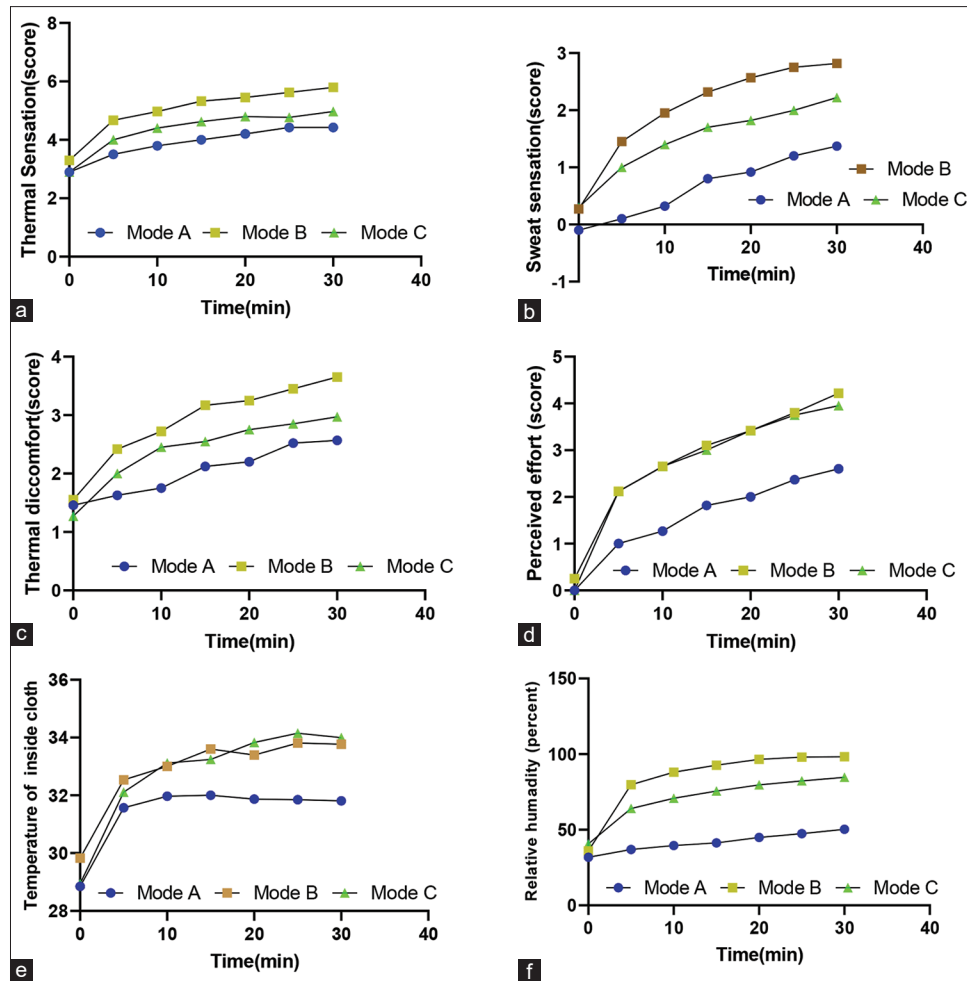 Thermal Sensation(score)
8
6
4
2
0
0 10 20 30 40
Mode A Mode B Mode C
Time(min)
a
Sweat sensation(score)
3
2
1
0
-1
10 20 30 40
Mode B
Mode A Mode C
Time(min)
b
Thermal diccomfort(score)
4
3
2
1
0
0 10 20 30 40
Mode A Mode B Mode C
Time(min)
c
Perceived effort (score)
5
4
3
2
1
0
0 10 20 30 40
Mode A Mode B Mode C
Time(min)
d
Temperature of inside cloth
36
34
32
30
28
0 10 20 30 40
Mode A Mode B Mode C
Time(min)
e
Relative humadity (percent)
150
100
50
0
0 10 20 30 40
Mode A Mode B Mode C
Time(min)
f